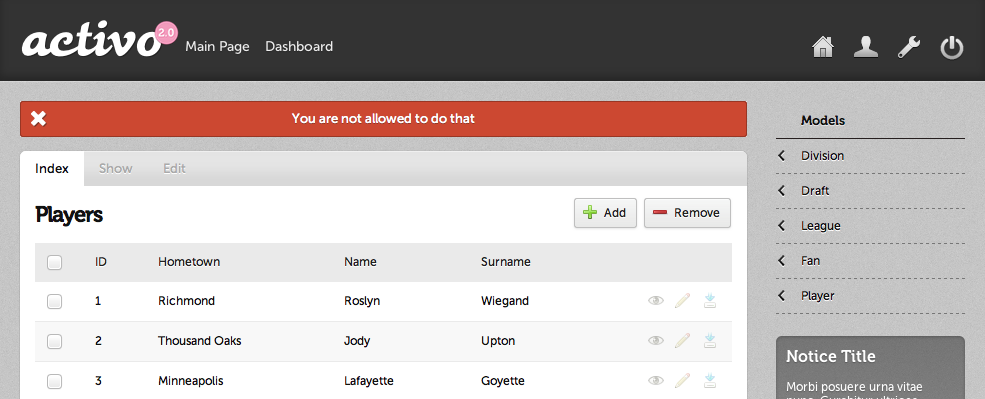 activo 2.0
Main Page Dashboard
You are not allowed to do that
Index Show Edit
Players
Add Remove
ID Hometown Name Surname
1 Richmond Roslyn Wiegand
2 Thousand Oaks Jody Upton
3 Minneapolis Lafayette Goyette
Models
Division
Draft
League
Fan
Player
Notice Title
Morbi posuere urna vitae